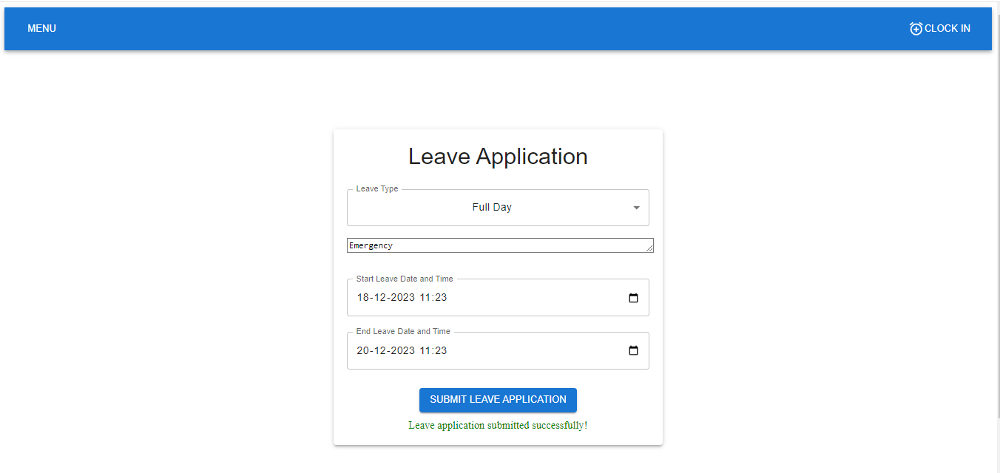 MENU
CLOCK IN
Leave Application
Leave Type
Full Day
Emergency
Start Leave Date and Time
18-12-2023 11:23
End Leave Date and Time
20-12-2023 11:23
SUBMIT LEAVE APPLICATION
Leave application submitted successfully!